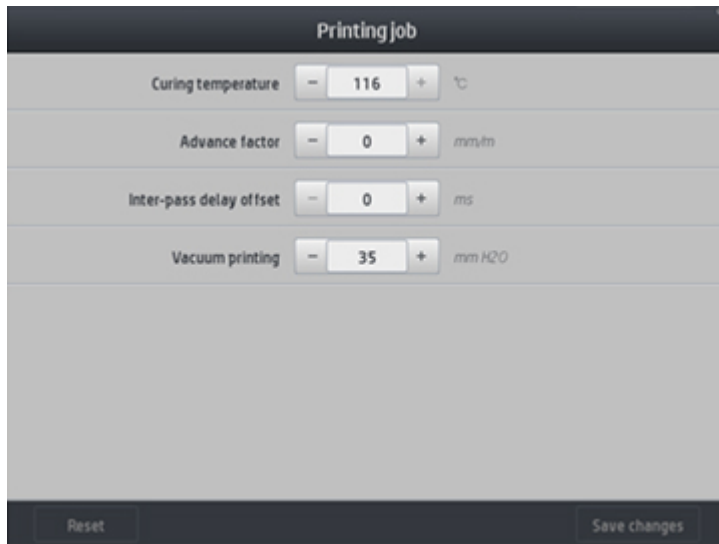 Printing job
Curing temperature − 116 + °C
Advance factor − 0 + mm/m
Inter-pass delay offset − 0 + ms
Vacuum printing − 35 + mm H2O
Reset Save changes